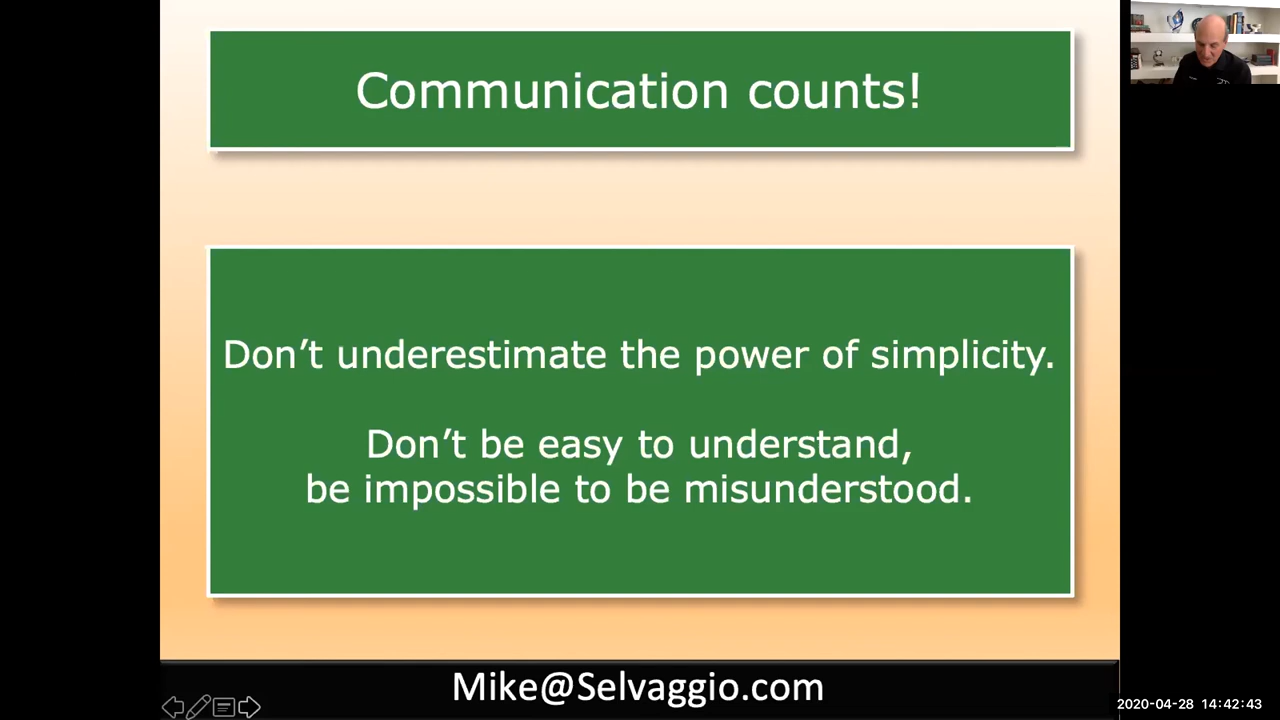 Communication counts!
Don’t underestimate the power of simplicity.
Don’t be easy to understand,
be impossible to be misunderstood.
Mike@Selvaggio.com
2020-04-28 14:42:43